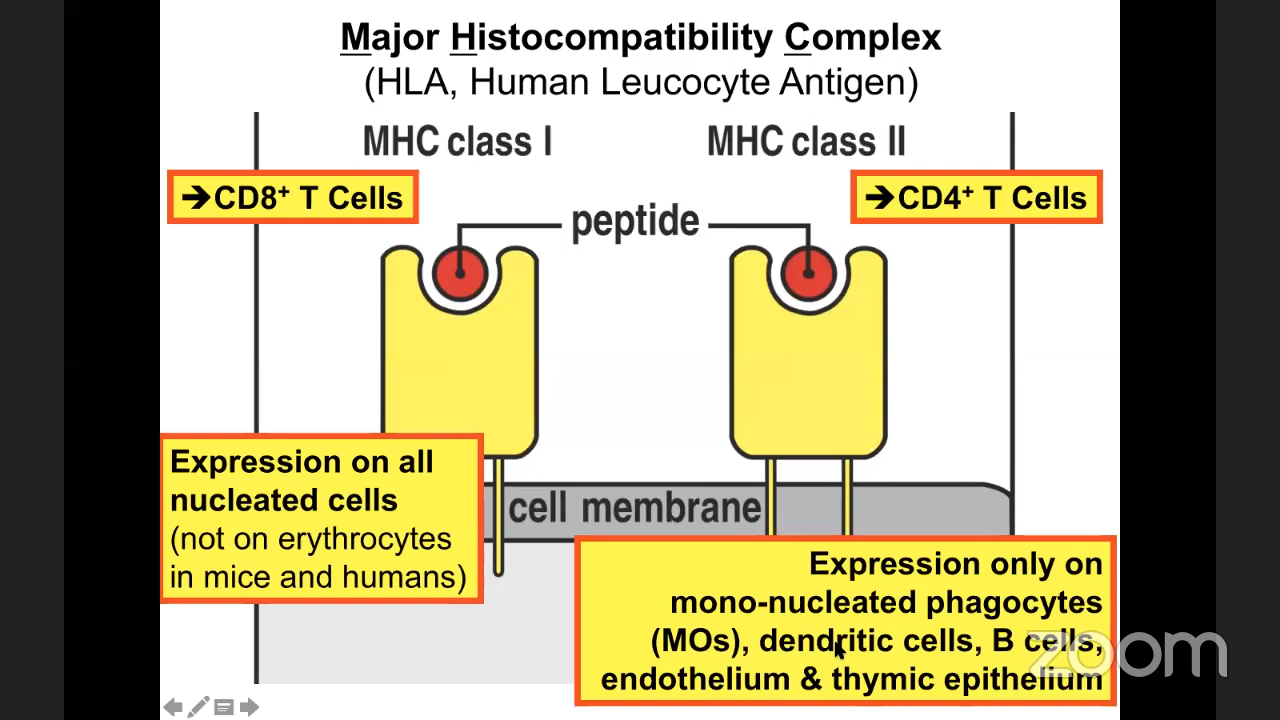 Major Histocompatibility Complex
(HLA, Human Leucocyte Antigen)
MHC class I
MHC class II
➔CD8⁺ T Cells
➔CD4⁺ T Cells
peptide
Expression on all
nucleated cells
(not on erythrocytes
in mice and humans)
cell membrane
Expression only on
mono-nucleated phagocytes
(MOs), dendritic cells, B cells,
endothelium & thymic epithelium
zoom